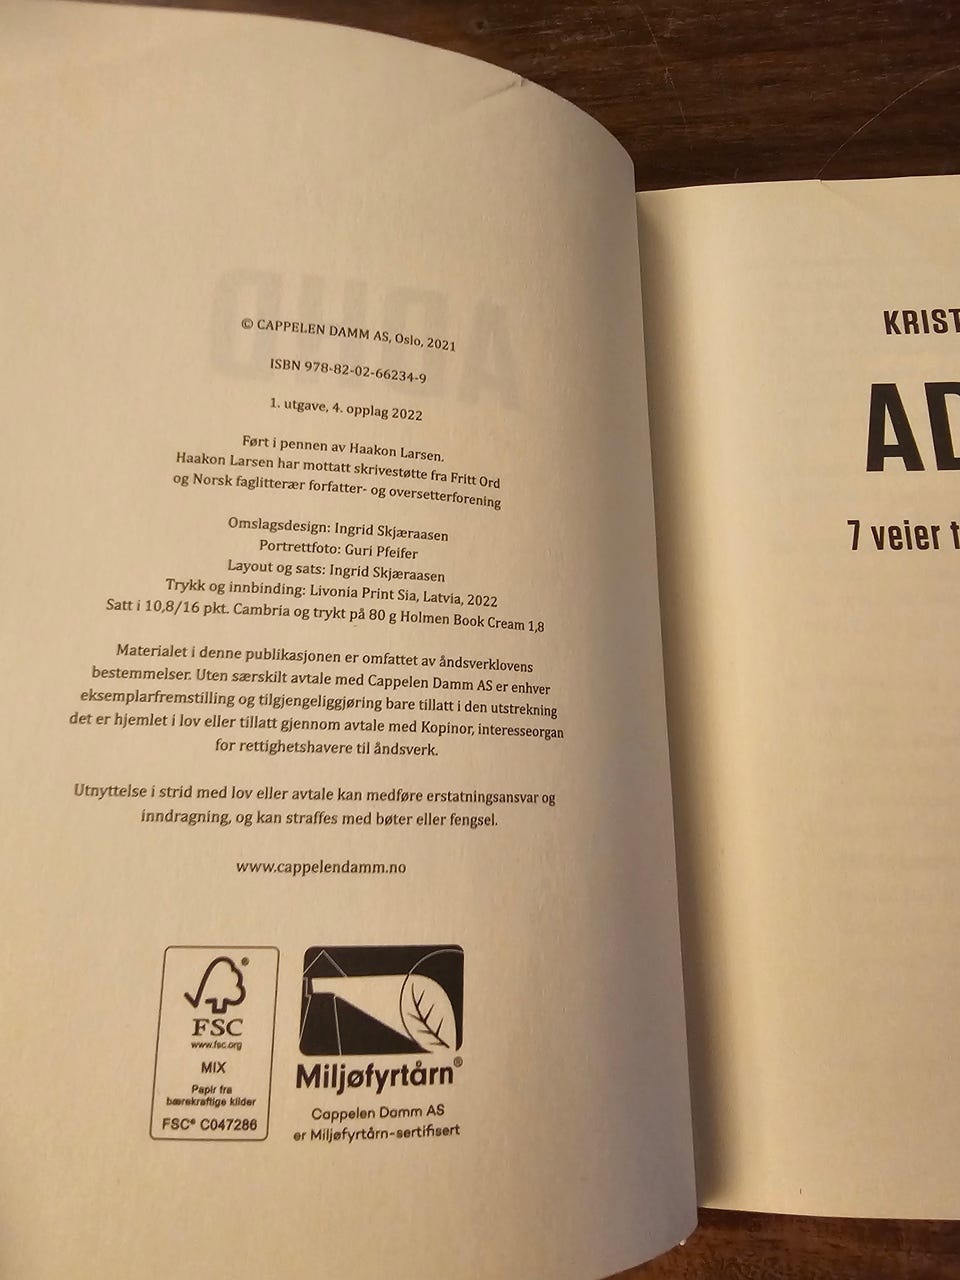 © CAPPELEN DAMM AS, Oslo, 2021
ISBN 978-82-02-66234-9
1. utgave, 4. opplag 2022
Ført i pennen av Haakon Larsen.
Haakon Larsen har mottatt skrivestøtte fra Fritt Ord
og Norsk faglitterær forfatter- og oversetterforening
Omslagsdesign: Ingrid Skjæraasen
Portrettfoto: Guri Pfeifer
Layout og sats: Ingrid Skjæraasen
Trykk og innbinding: Livonia Print Sia, Latvia, 2022
Satt i 10,8/16 pkt. Cambria og trykt på 80 g Holmen Book Cream 1,8
Materialet i denne publikasjonen er omfattet av åndsverklovens
bestemmelser. Uten særskilt avtale med Cappelen Damm AS er enhver
eksemplarfremstilling og tilgjengeliggjøring bare tillatt i den utstrekning
det er hjemlet i lov eller tillatt gjennom avtale med Kopinor, interesseorgan
for rettighetshavere til åndsverk.
Utnyttelse i strid med lov eller avtale kan medføre erstatningsansvar og
inndragning, og kan straffes med bøter eller fengsel.
www.cappelendamm.no
FSC
www.fsc.org
MIX
Papir fra
bærekraftige kilder
FSC® C047286
Miljøfyrtårn®
Cappelen Damm AS
er Miljøfyrtårn-sertifisert
KRIST
AD
7 veier t